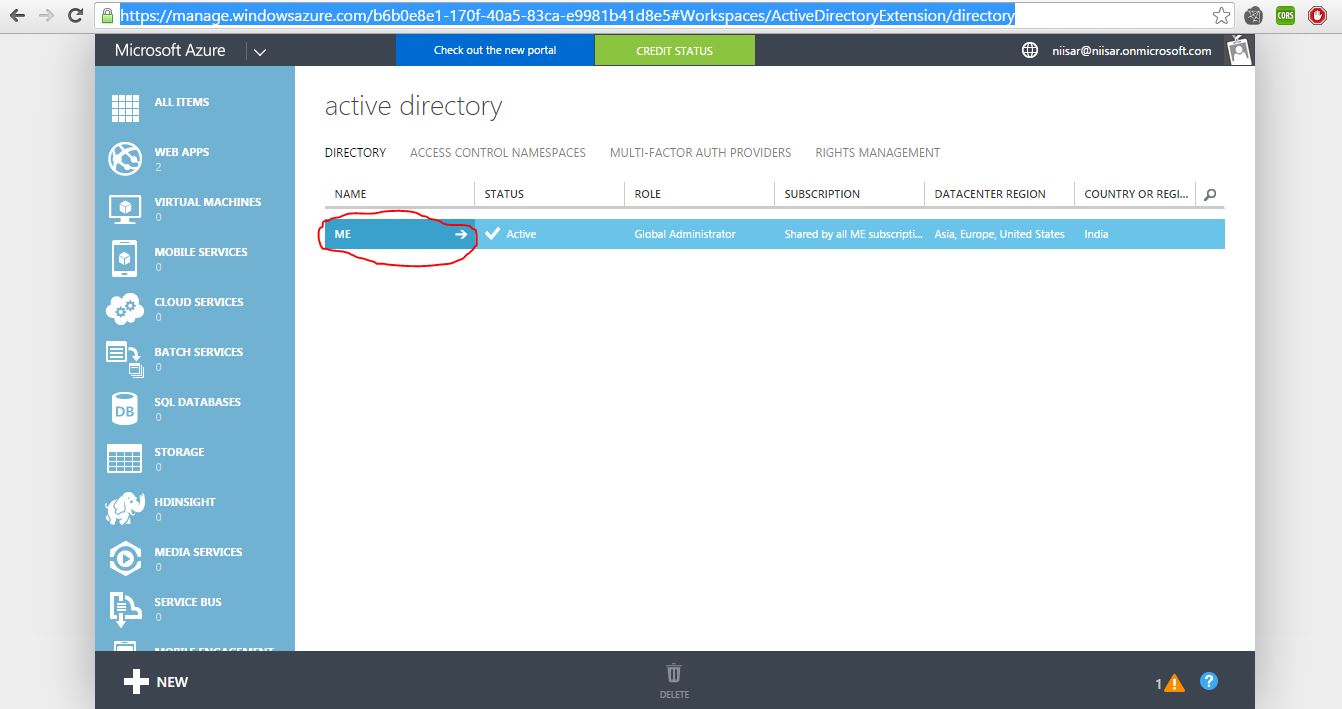 https://manage.windowsazure.com/b6b0e8e1-170f-40a5-83ca-e9981b41d8e5#Workspaces/ActiveDirectoryExtension/directory
CORS
Microsoft Azure
Check out the new portal
CREDIT STATUS
niisar@niisar.onmicrosoft.com
ALL ITEMS
WEB APPS
2
VIRTUAL MACHINES
0
MOBILE SERVICES
0
CLOUD SERVICES
0
BATCH SERVICES
0
DB
SQL DATABASES
0
STORAGE
0
HDINSIGHT
0
MEDIA SERVICES
0
SERVICE BUS
0
MOBILE ENGAGEMENT
active directory
DIRECTORY ACCESS CONTROL NAMESPACES MULTI-FACTOR AUTH PROVIDERS RIGHTS MANAGEMENT
NAME STATUS ROLE SUBSCRIPTION DATACENTER REGION COUNTRY OR REGI...
ME Active Global Administrator Shared by all ME subscripti... Asia, Europe, United States India
NEW
DELETE
1
?